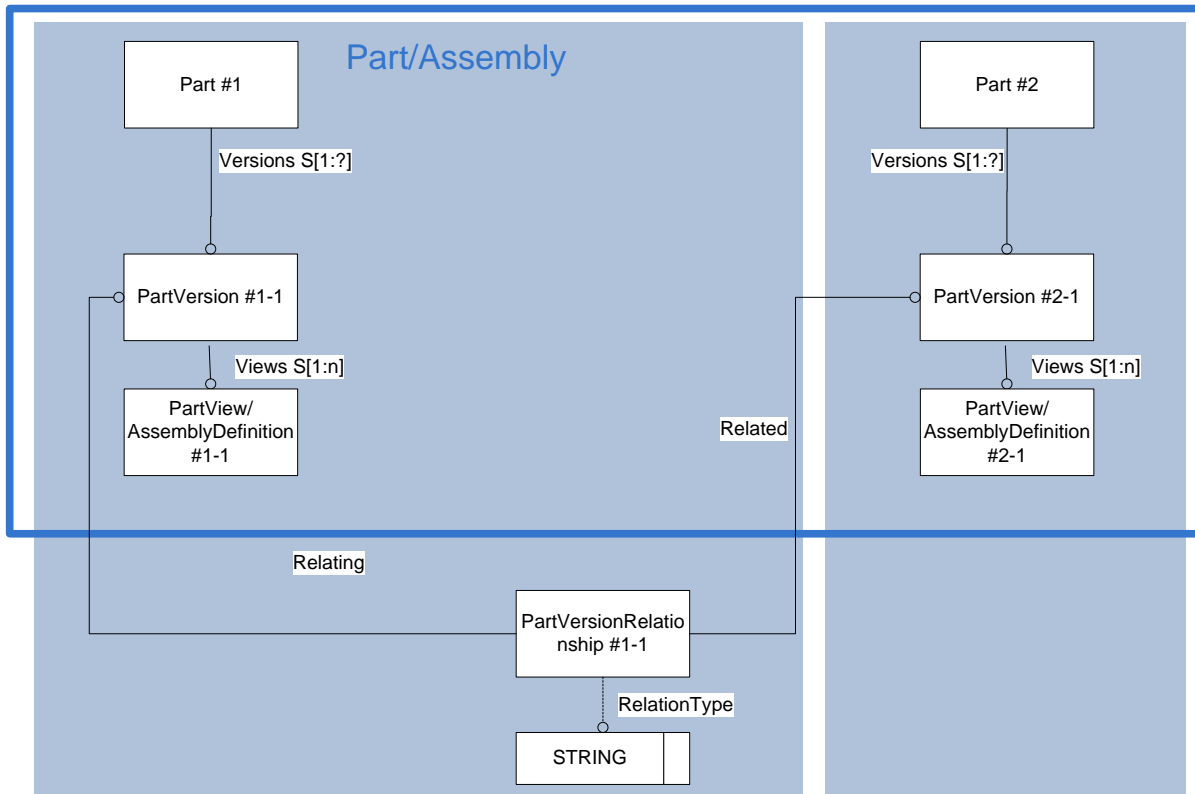 Part/Assembly
Part #1
Part #2
Versions S[1:?]
Versions S[1:?]
PartVersion #1-1
PartVersion #2-1
Views S[1:n]
Views S[1:n]
PartView/
AssemblyDefinition
#1-1
PartView/
AssemblyDefinition
#2-1
Related
Relating
PartVersionRelatio
nship #1-1
RelationType
STRING